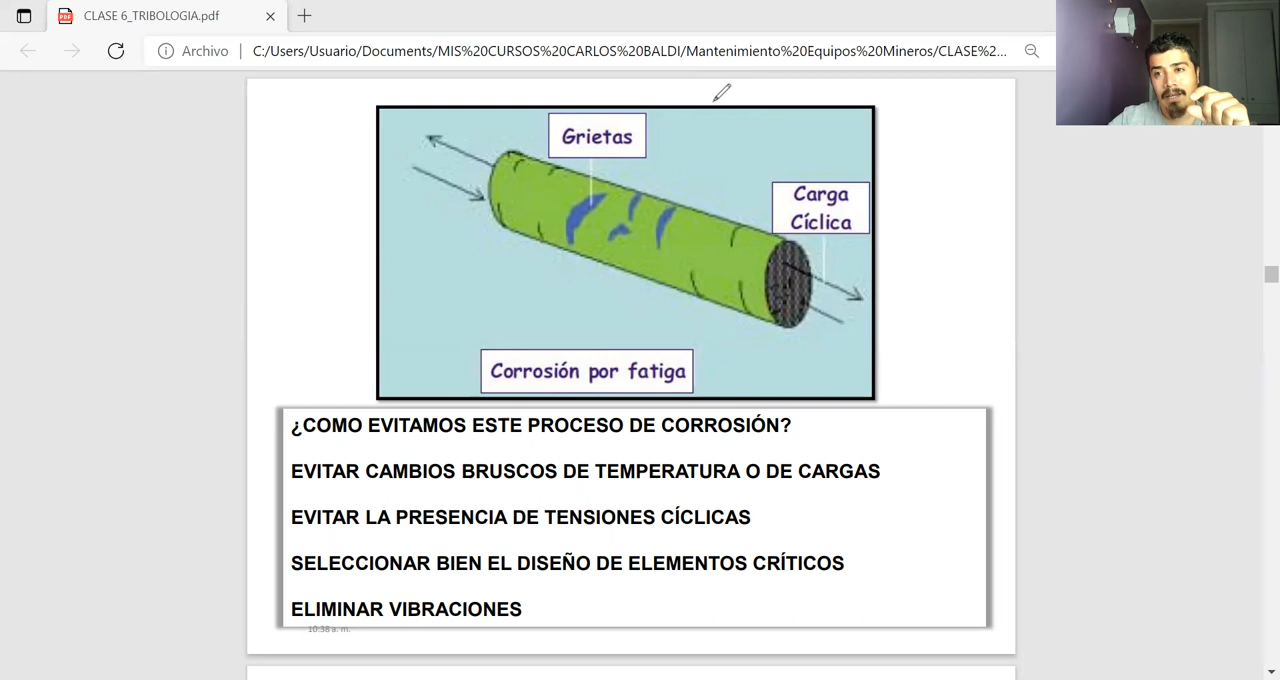 CLASE 6_TRIBOLOGIA.pdf
Archivo
C:/Users/Usuario/Documents/MIS%20CURSOS%20CARLOS%20BALDI/Mantenimiento%20Equipos%20Mineros/CLASE%2...
Grietas
Carga
Cíclica
Corrosión por fatiga
¿COMO EVITAMOS ESTE PROCESO DE CORROSIÓN?
EVITAR CAMBIOS BRUSCOS DE TEMPERATURA O DE CARGAS
EVITAR LA PRESENCIA DE TENSIONES CÍCLICAS
SELECCIONAR BIEN EL DISEÑO DE ELEMENTOS CRÍTICOS
ELIMINAR VIBRACIONES
10:38 a. m.